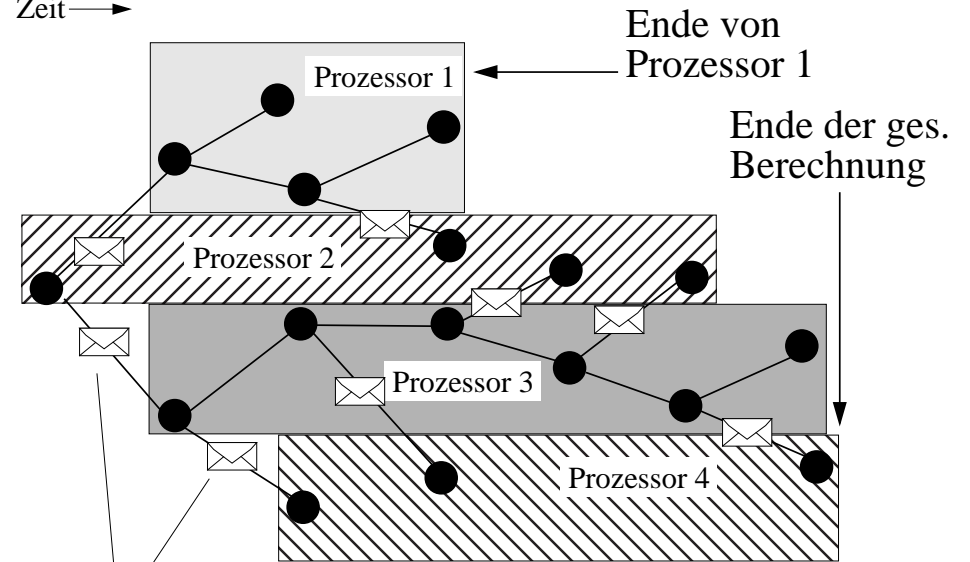 Zeit
Ende von
Prozessor 1
Prozessor 1
Ende der ges.
Berechnung
Prozessor 2
Prozessor 3
Prozessor 4